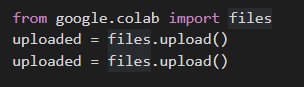 from google.colab import files
uploaded = files.upload()
uploaded = files.upload()